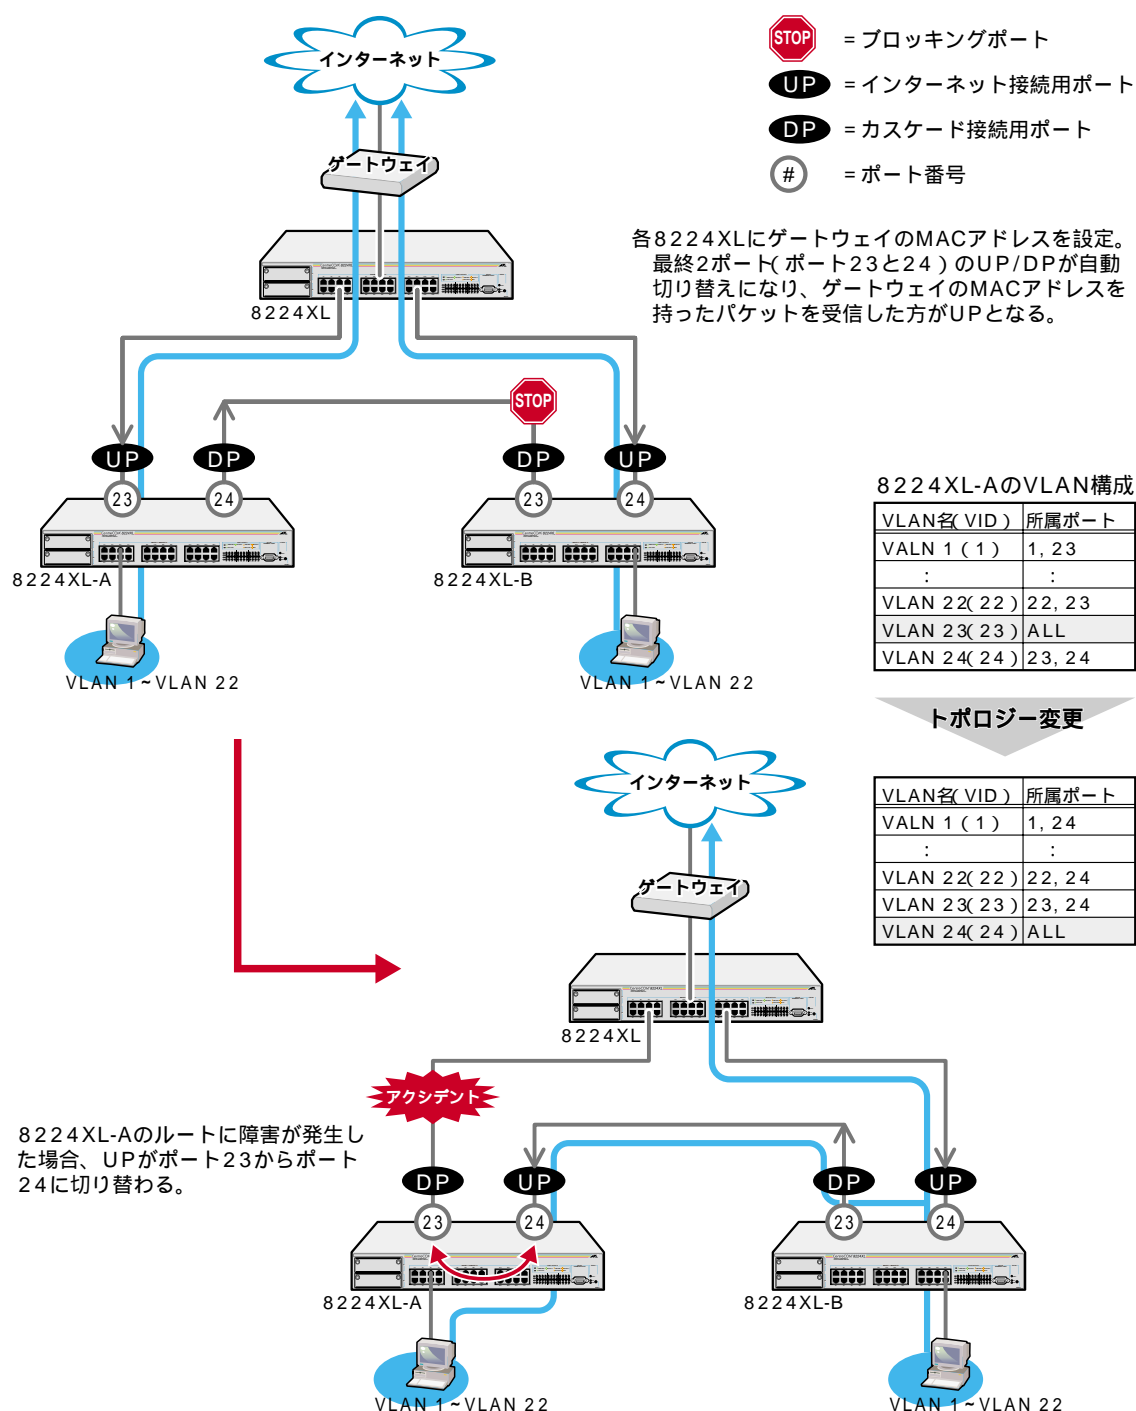 インターネット
ゲートウェイ
8224XL
STOP
= ブロッキングポート
UP
= インターネット接続用ポート
DP
= カスケード接続用ポート
#
= ポート番号
各8224XLにゲートウェイのMACアドレスを設定。
最終2ポート(ポート23と24)のUP/DPが自動
切り替えになり、ゲートウェイのMACアドレスを
持ったパケットを受信した方がUPとなる。
STOP
UP
DP
DP
UP
23
24
23
24
8224XL-A
8224XL-B
VLAN 1~VLAN 22
VLAN 1~VLAN 22
8224XL-AのVLAN構成
VLAN名(VID) 所属ポート
VALN 1(1) 1, 23
: :
VLAN 22(22) 22, 23
VLAN 23(23) ALL
VLAN 24(24) 23, 24
トポロジー変更
VLAN名(VID) 所属ポート
VALN 1(1) 1, 24
: :
VLAN 22(22) 22, 24
VLAN 23(23) 23, 24
VLAN 24(24) ALL
インターネット
ゲートウェイ
8224XL
アクシデント
8224XL-Aのルートに障害が発生し
た場合、UPがポート23からポート
24に切り替わる。
DP
UP
DP
UP
23
24
23
24
8224XL-A
8224XL-B
VLAN 1~VLAN 22
VLAN 1~VLAN 22